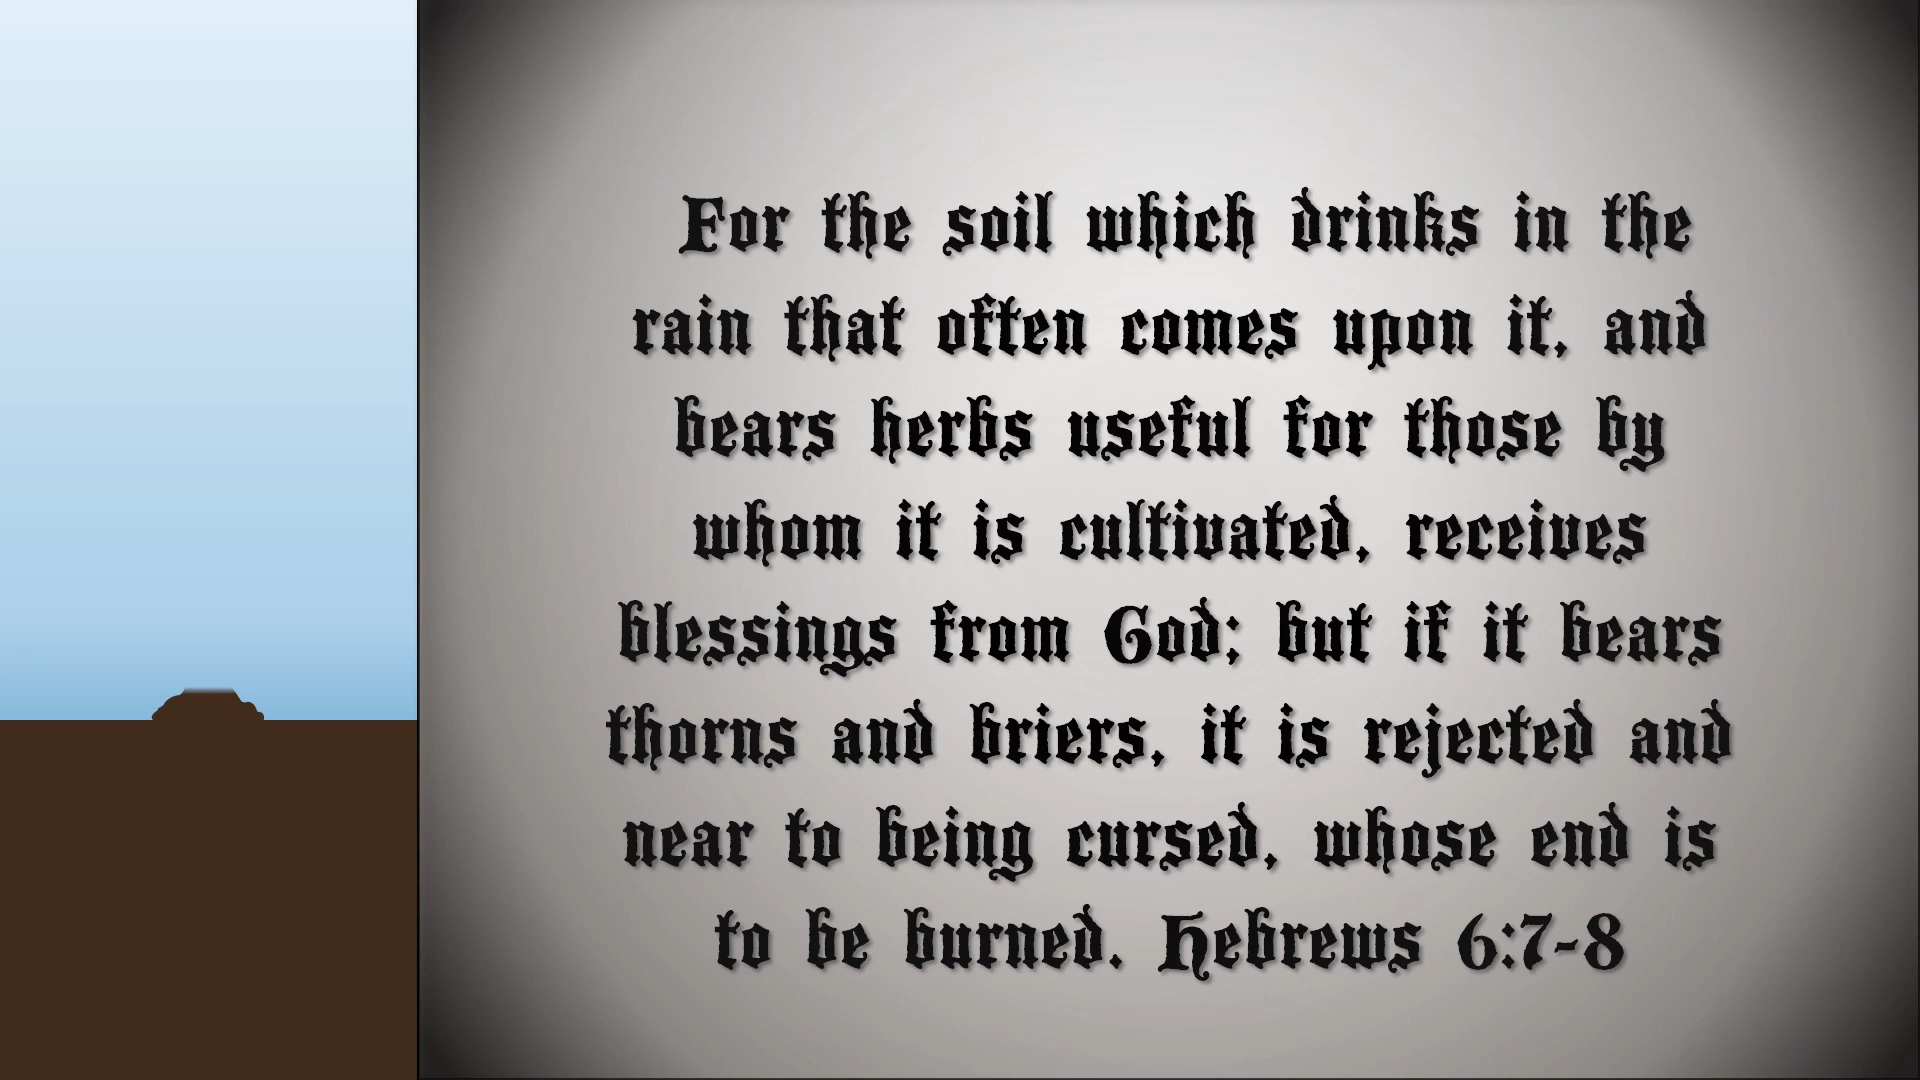 For the soil which drinks in the
rain that often comes upon it, and
bears herbs useful for those by
whom it is cultivated, receives
blessings from God; but if it bears
thorns and briers, it is rejected and
near to being cursed, whose end is
to be burned. Hebrews 6:7-8